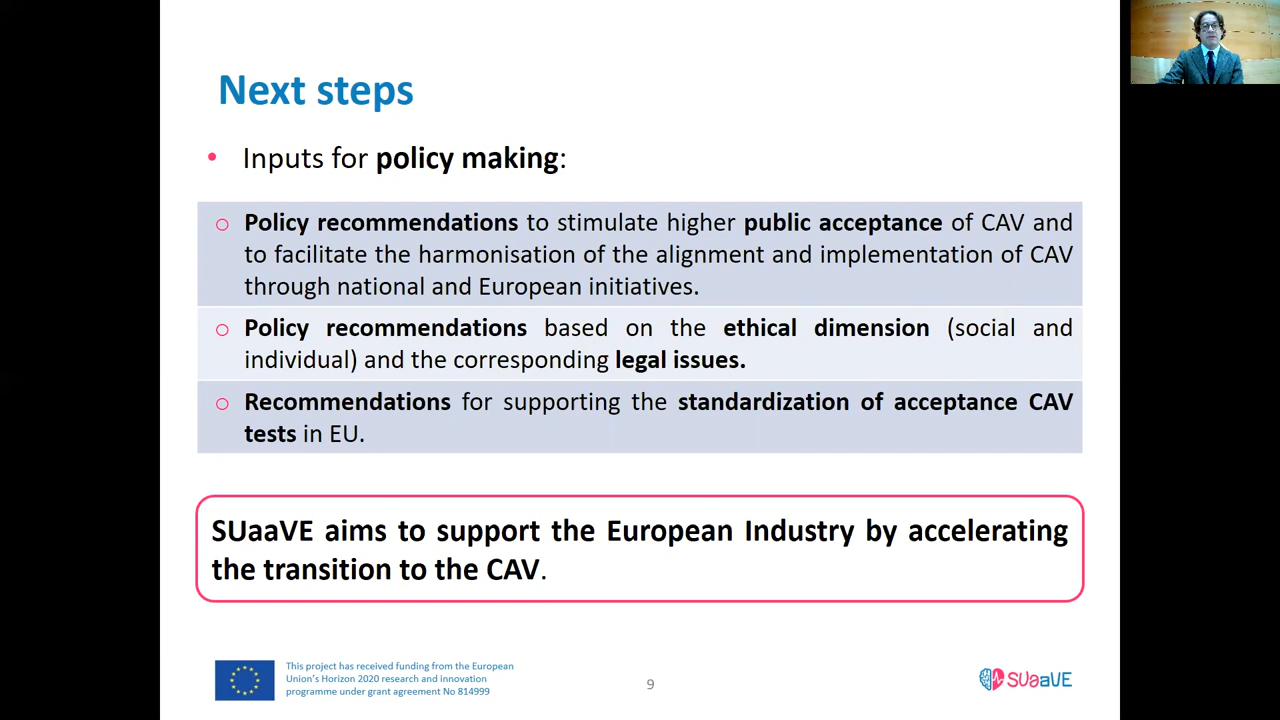 Next steps
• Inputs for policy making:
o Policy recommendations to stimulate higher public acceptance of CAV and
to facilitate the harmonisation of the alignment and implementation of CAV
through national and European initiatives.
o Policy recommendations based on the ethical dimension (social and
individual) and the corresponding legal issues.
o Recommendations for supporting the standardization of acceptance CAV
tests in EU.
SUaaVE aims to support the European Industry by accelerating
the transition to the CAV.
This project has received funding from the European
Union's Horizon 2020 research and innovation
programme under grant agreement No 814999
9
SUaaVE